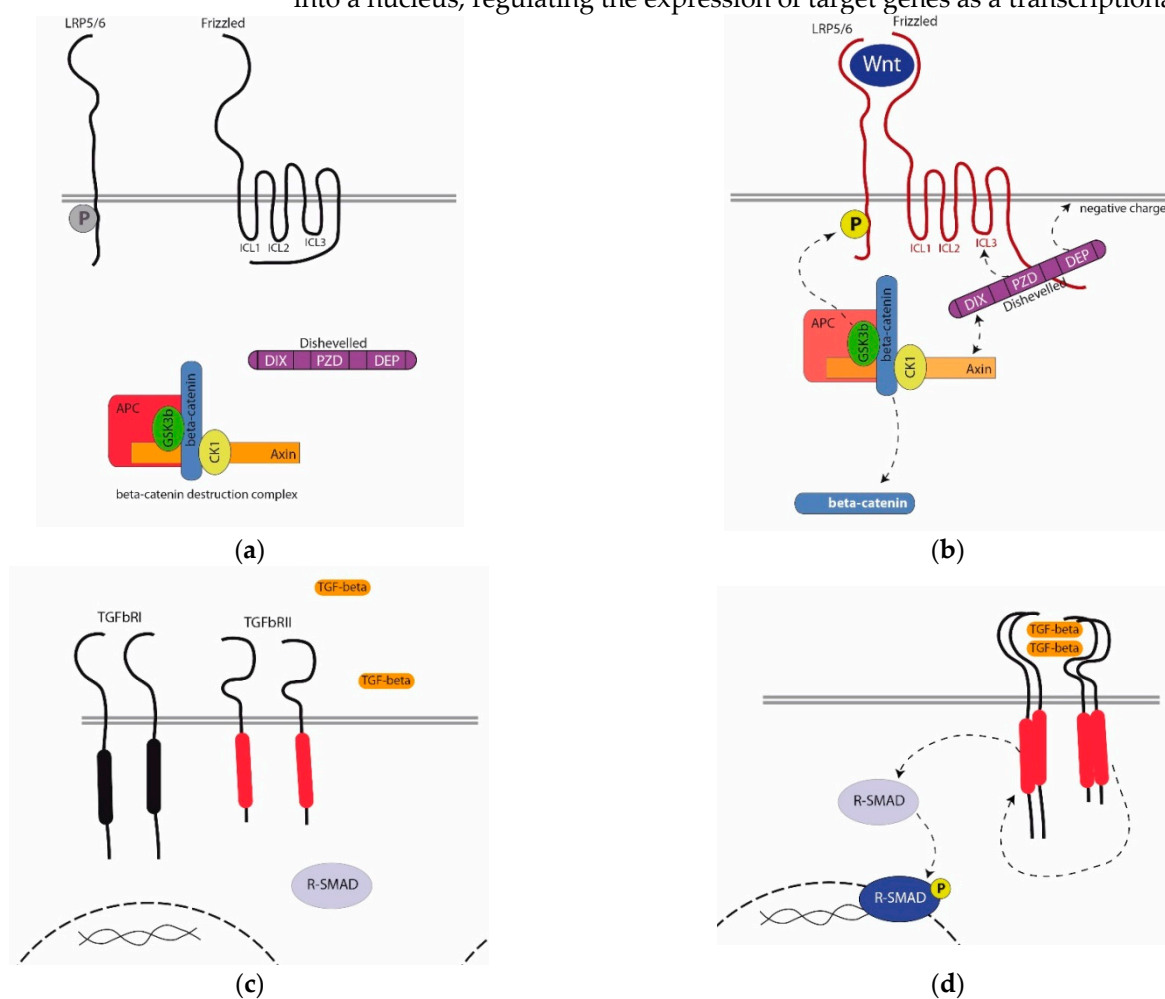 into a nucleus, regulating the expression of target genes as a transcriptional
LRP5/6 Frizzled
P
ICL1 ICL2 ICL3
Dishevelled
DIX PZD DEP
APC
GSK3b
beta-catenin
CK1
Axin
beta-catenin destruction complex
(a)
LRP5/6 Frizzled
Wnt
negative charge
P
ICL1 ICL2 ICL3
DIX PZD DEP
Dishevelled
APC
GSK3b
beta-catenin
CK1
Axin
beta-catenin
(b)
TGF-beta
TGFbRI TGFbRII
TGF-beta
R-SMAD
(c)
TGF-beta
TGF-beta
R-SMAD
R-SMAD P
(d)